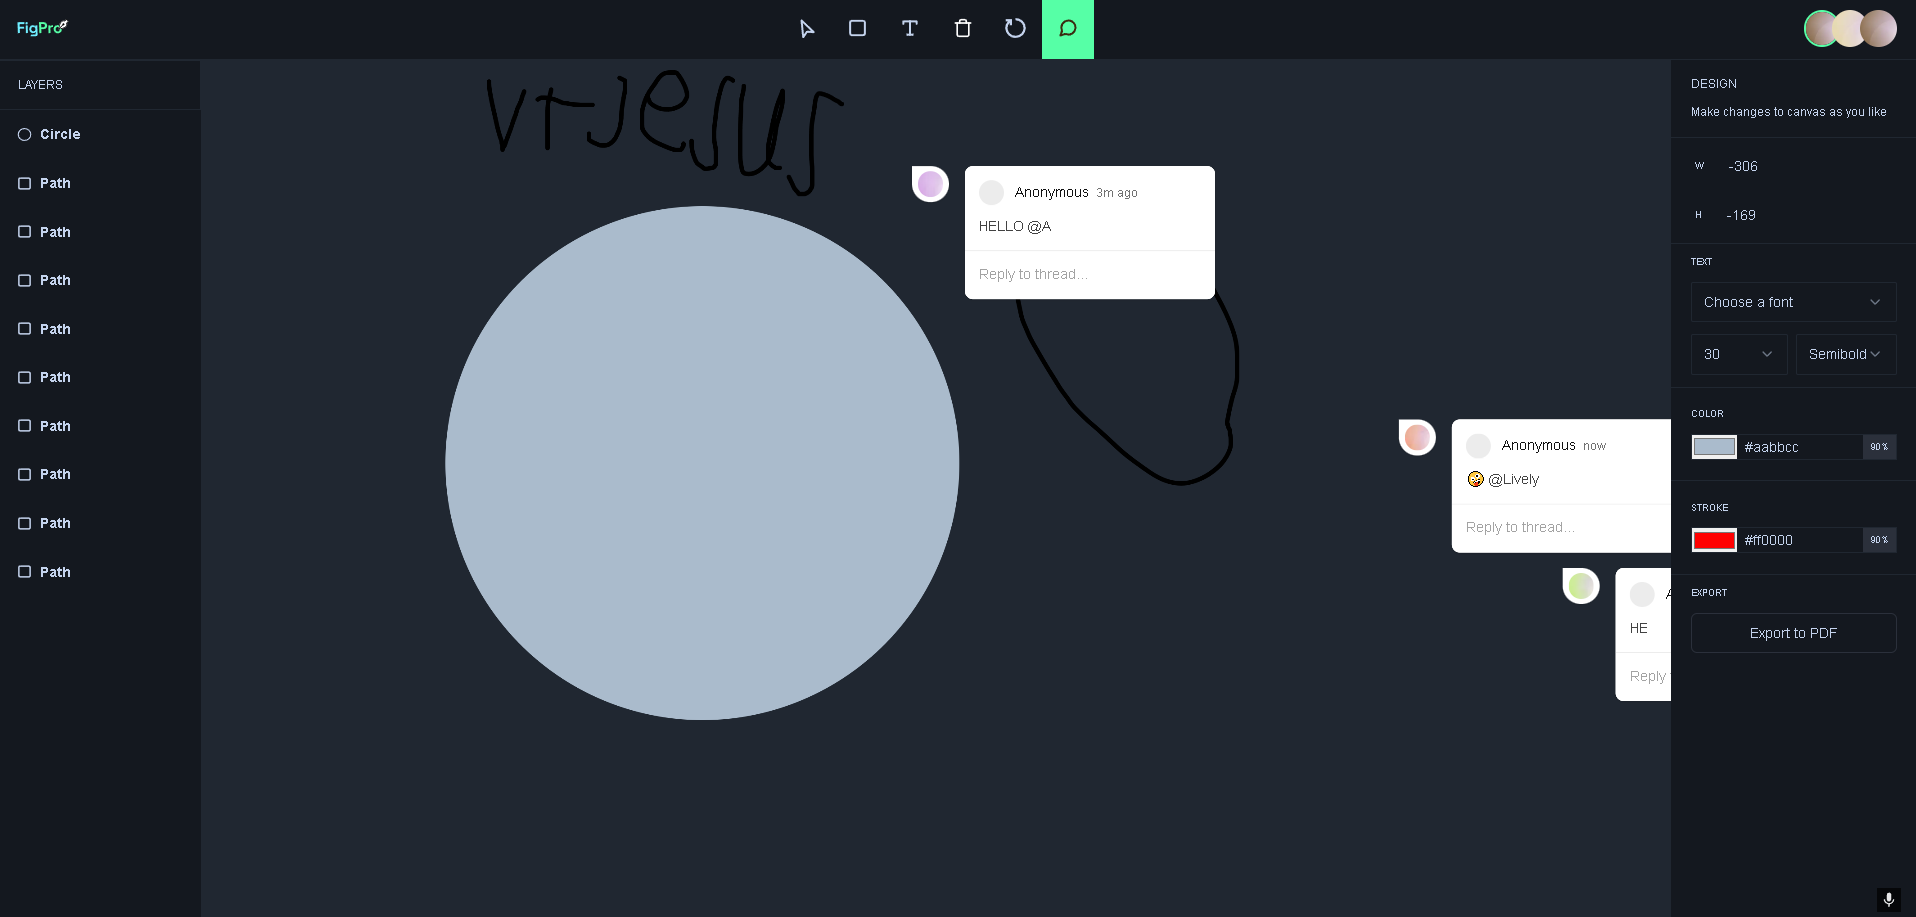 FigPro
LAYERS
Circle
Path
Path
Path
Path
Path
Path
Path
Path
Path
v+Jesus
Anonymous 3m ago
HELLO @A
Reply to thread…
Anonymous now
🤪 @Lively
Reply to thread…
A
HE
Reply
DESIGN
Make changes to canvas as you like
W -306
H -169
TEXT
Choose a font
30 Semibold
COLOR
#aabbcc 90%
STROKE
#ff0000 90%
EXPORT
Export to PDF